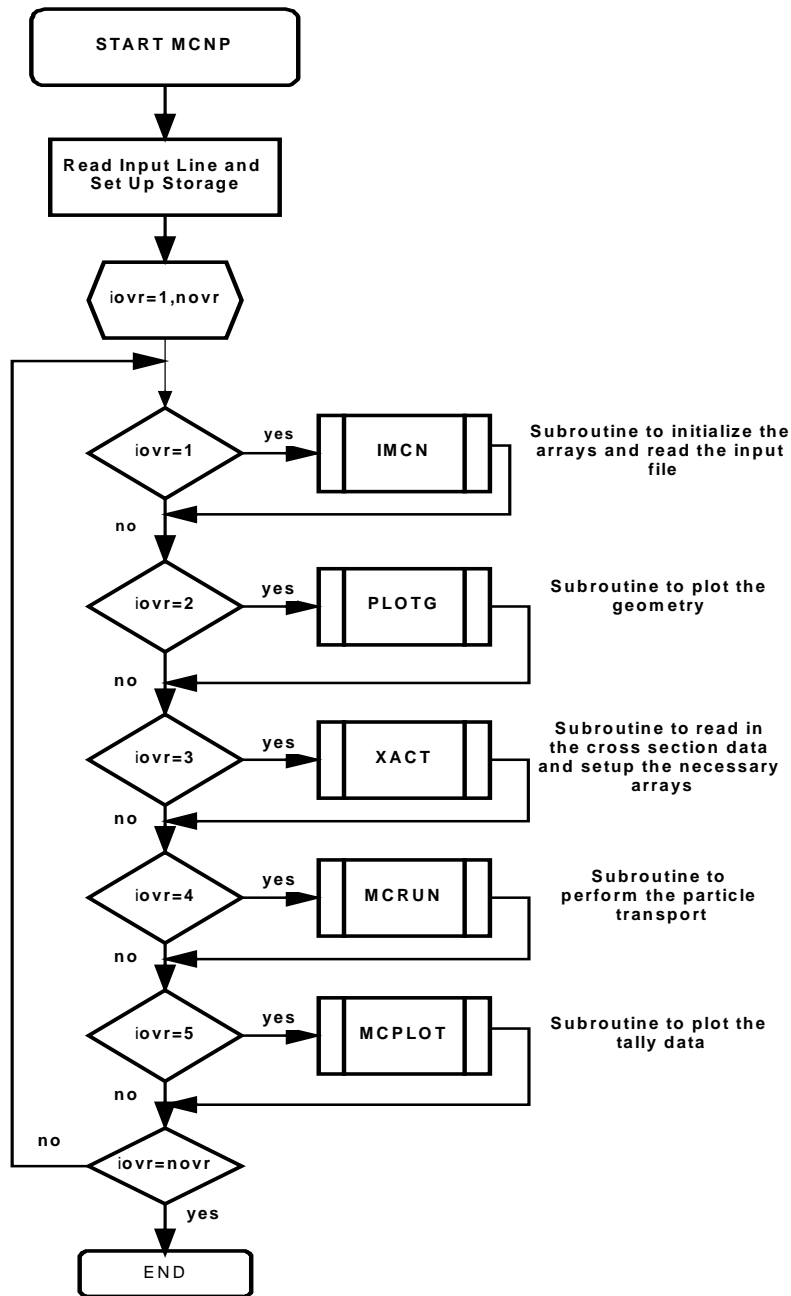 START MCNP
Read Input Line and
Set Up Storage
iovr=1,novr
iovr=1
yes
IMCN
Subroutine to initialize the
arrays and read the input
file
no
iovr=2
yes
PLOTG
Subroutine to plot the
geometry
no
iovr=3
yes
XACT
Subroutine to read in
the cross section data
and setup the necessary
arrays
no
iovr=4
yes
MCRUN
Subroutine to
perform the particle
transport
no
iovr=5
yes
MCPLOT
Subroutine to plot the
tally data
no
no
iovr=novr
yes
END